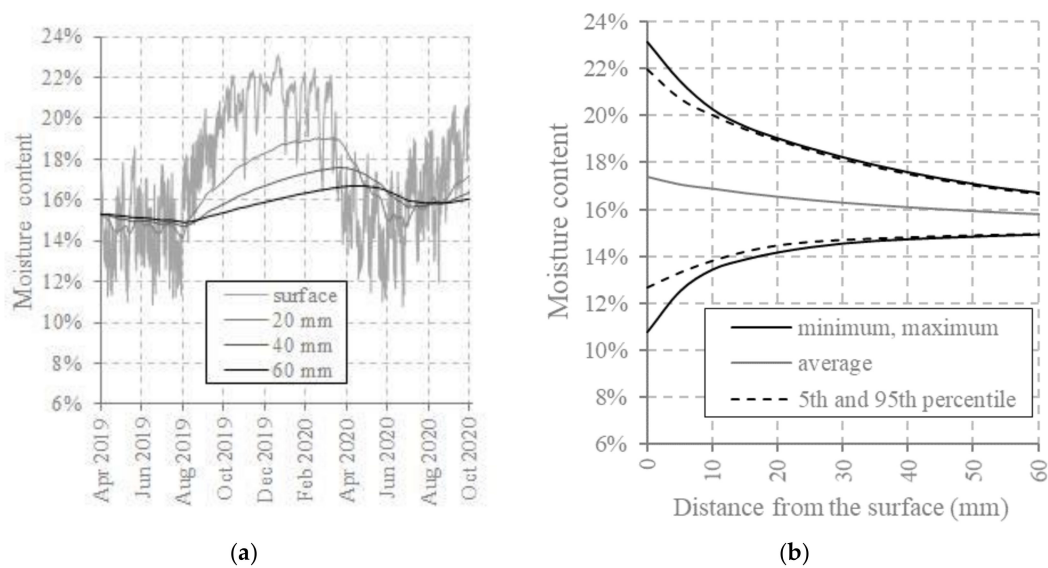 24%
22%
20%
18%
16%
14%
12%
10%
8%
6%
Moisture content
surface
20 mm
40 mm
60 mm
Apr 2019
Jun 2019
Aug 2019
Oct 2019
Dec 2019
Feb 2020
Apr 2020
Jun 2020
Aug 2020
Oct 2020
(a)
24%
22%
20%
18%
16%
14%
12%
10%
8%
6%
Moisture content
minimum, maximum
average
5th and 95th percentile
0
10
20
30
40
50
60
Distance from the surface (mm)
(b)